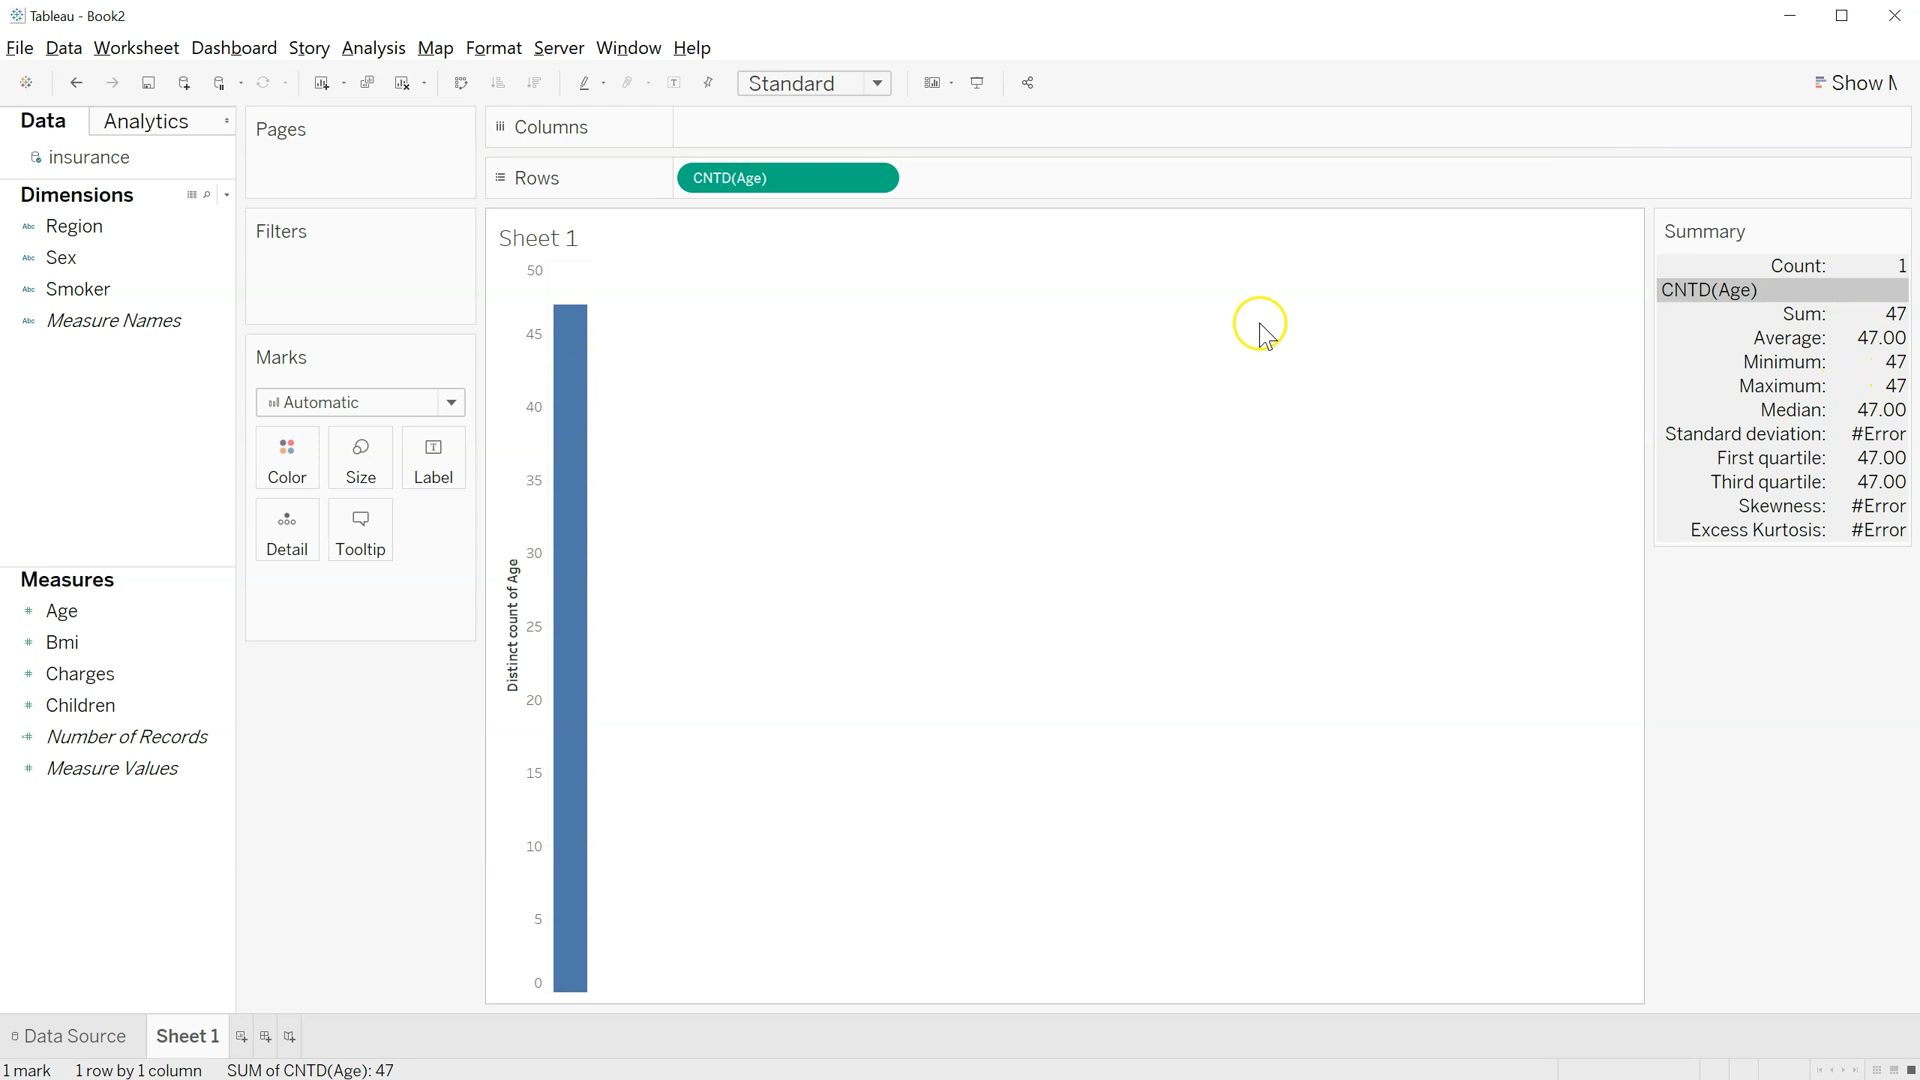 Tableau - Book2
File Data Worksheet Dashboard Story Analysis Map Format Server Window Help
Standard
Show M
Data
Analytics
insurance
Dimensions
Abc Region
Abc Sex
Abc Smoker
Abc Measure Names
Measures
# Age
# Bmi
# Charges
# Children
=# Number of Records
# Measure Values
Pages
Filters
Marks
Automatic
Color
Size
Label
Detail
Tooltip
Columns
Rows
CNTD(Age)
Sheet 1
50
45
40
35
30
25
20
15
10
5
0
Distinct count of Age
Summary
Count: 1
CNTD(Age)
Sum: 47
Average: 47.00
Minimum: 47
Maximum: 47
Median: 47.00
Standard deviation: #Error
First quartile: 47.00
Third quartile: 47.00
Skewness: #Error
Excess Kurtosis: #Error
Data Source
Sheet 1
1 mark 1 row by 1 column SUM of CNTD(Age): 47